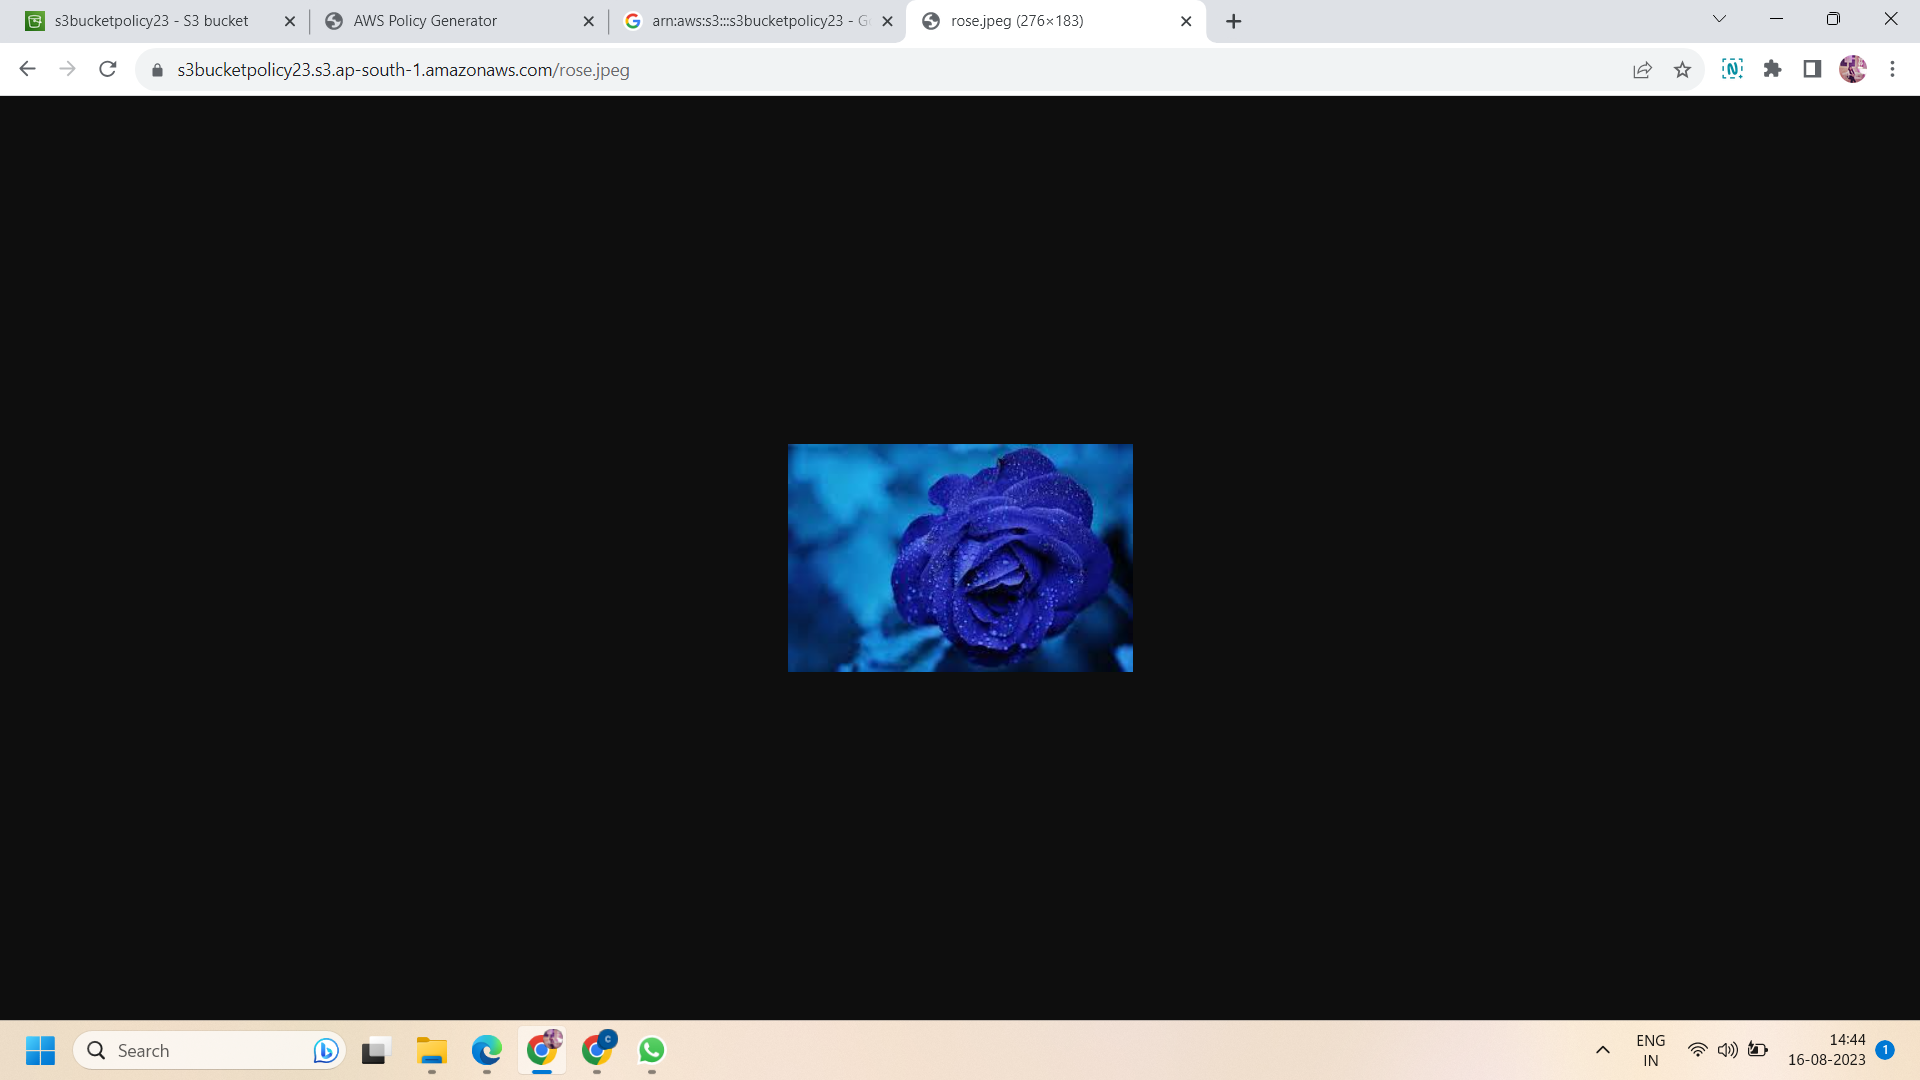 s3bucketpolicy23 - S3 bucket
AWS Policy Generator
arn:aws:s3:::s3bucketpolicy23 - G
rose.jpeg (276×183)
s3bucketpolicy23.s3.ap-south-1.amazonaws.com/rose.jpeg
Search
ENG
IN
14:44
16-08-2023
1